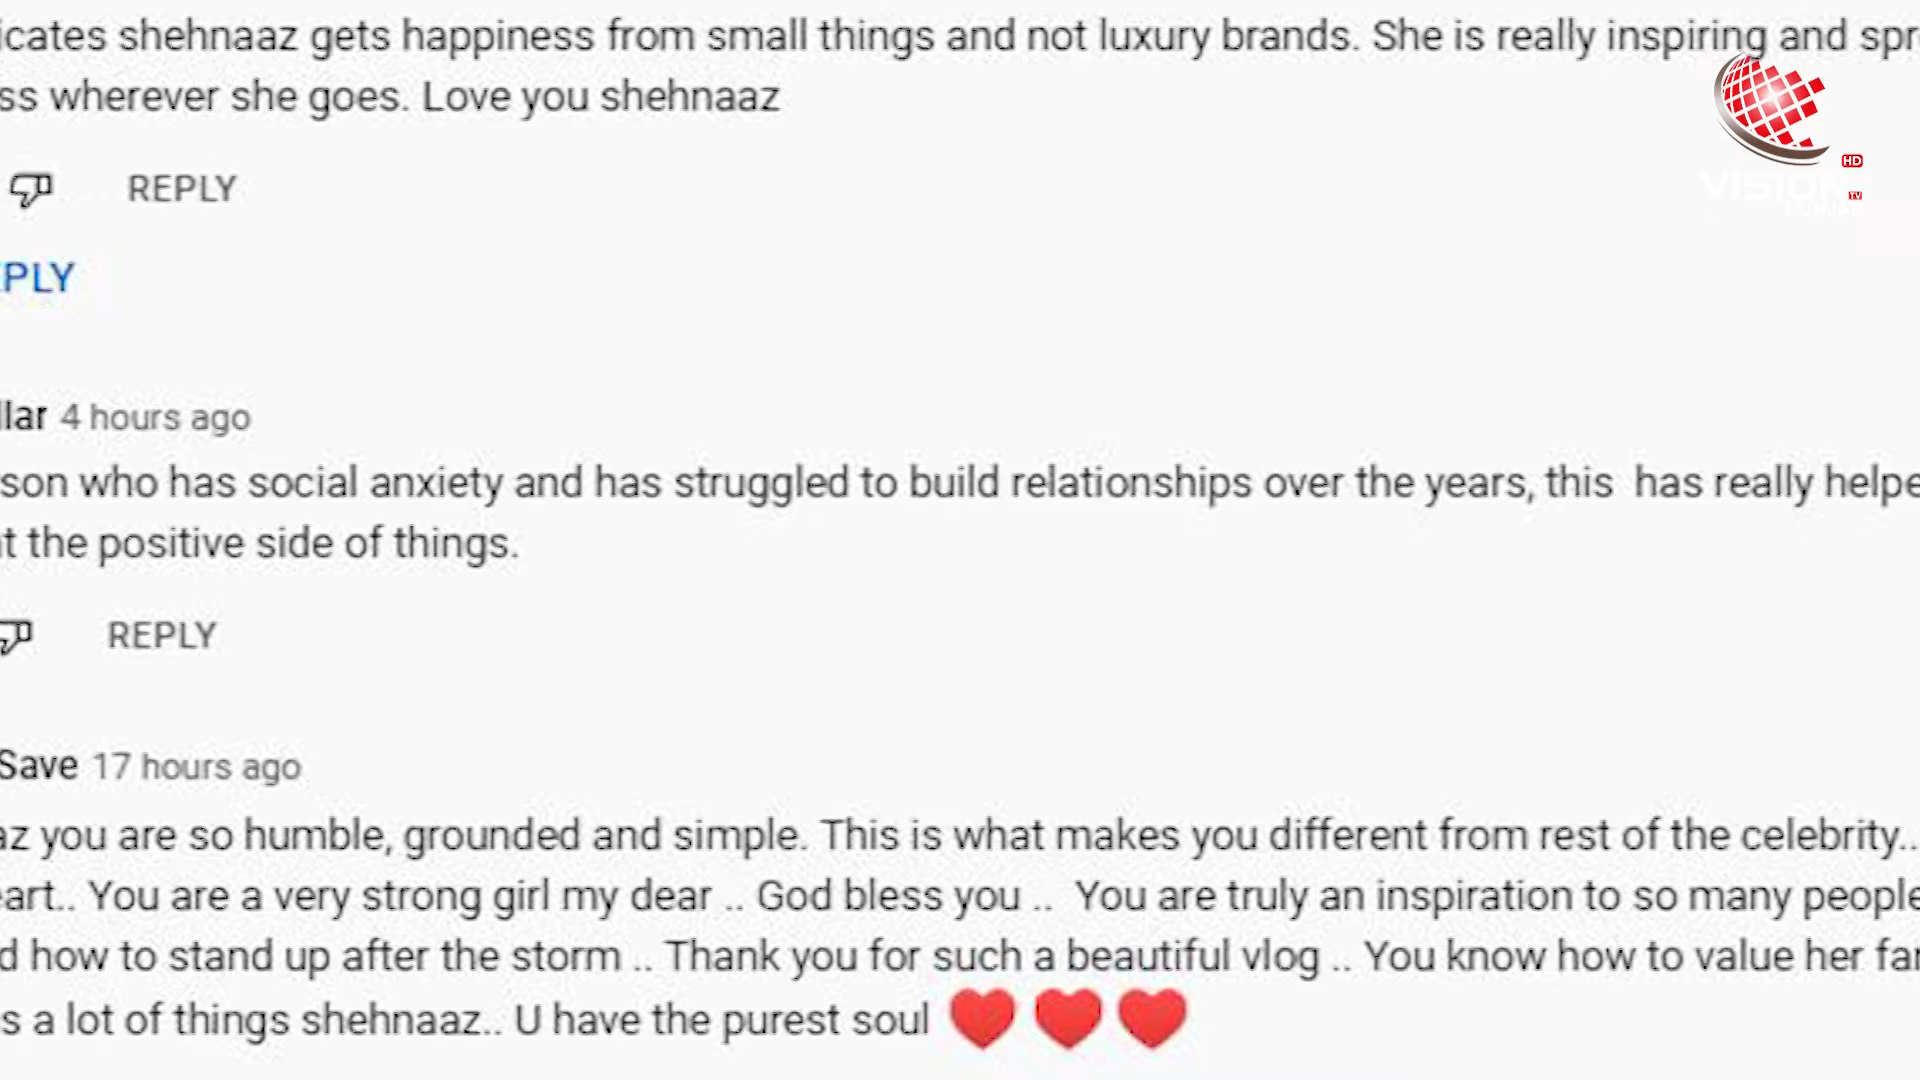 icates shehnaaz gets happiness from small things and not luxury brands. She is really inspiring and spr
ss wherever she goes. Love you shehnaaz
HD
VISION
TV
REPLY
PLY
llar 4 hours ago
son who has social anxiety and has struggled to build relationships over the years, this has really helpe
t the positive side of things.
REPLY
Save 17 hours ago
az you are so humble, grounded and simple. This is what makes you different from rest of the celebrity..
eart.. You are a very strong girl my dear .. God bless you .. You are truly an inspiration to so many people
d how to stand up after the storm .. Thank you for such a beautiful vlog .. You know how to value her fan
s a lot of things shehnaaz.. U have the purest soul ❤❤❤